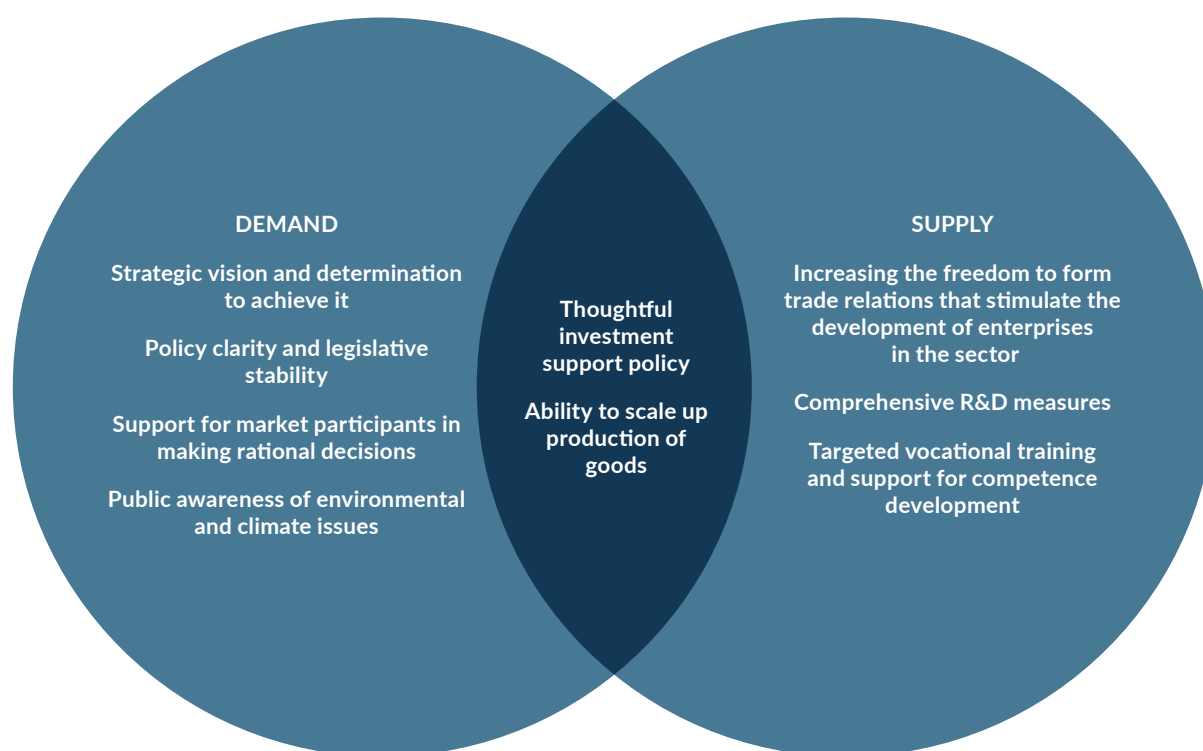 DEMAND
Strategic vision and determination
to achieve it
Policy clarity and legislative
stability
Support for market participants in
making rational decisions
Public awareness of environmental
and climate issues
Thoughtful
investment
support policy
Ability to scale up
production of
goods
SUPPLY
Increasing the freedom to form
trade relations that stimulate the
development of enterprises
in the sector
Comprehensive R&D measures
Targeted vocational training
and support for competence
development